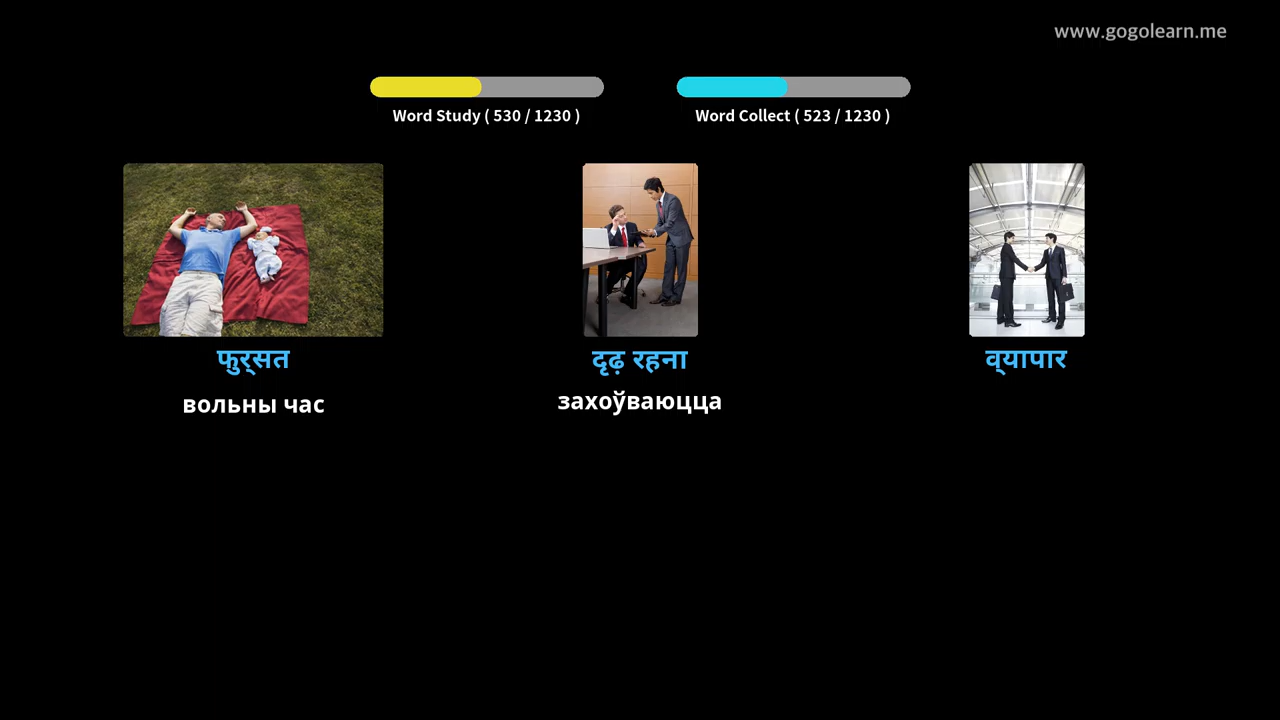 www.gogolearn.me
Word Study ( 530 / 1230 )
Word Collect ( 523 / 1230 )
फुर्सत
दृढ़ रहना
व्यापार
вольны час
захоўваюцца